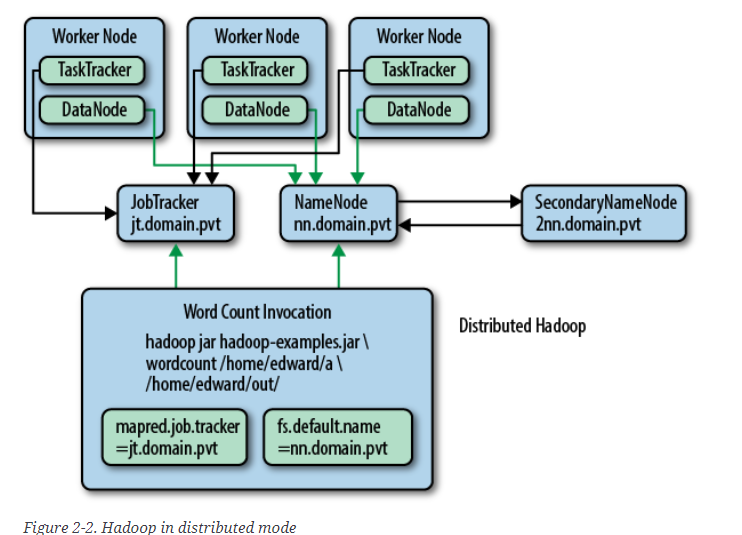 Worker Node
TaskTracker
DataNode
Worker Node
TaskTracker
DataNode
Worker Node
TaskTracker
DataNode
JobTracker
jt.domain.pvt
NameNode
nn.domain.pvt
SecondaryNameNode
2nn.domain.pvt
Word Count Invocation
hadoop jar hadoop-examples.jar \
wordcount /home/edward/a \
/home/edward/out/
mapred.job.tracker
=jt.domain.pvt
fs.default.name
=nn.domain.pvt
Distributed Hadoop
Figure 2-2. Hadoop in distributed mode